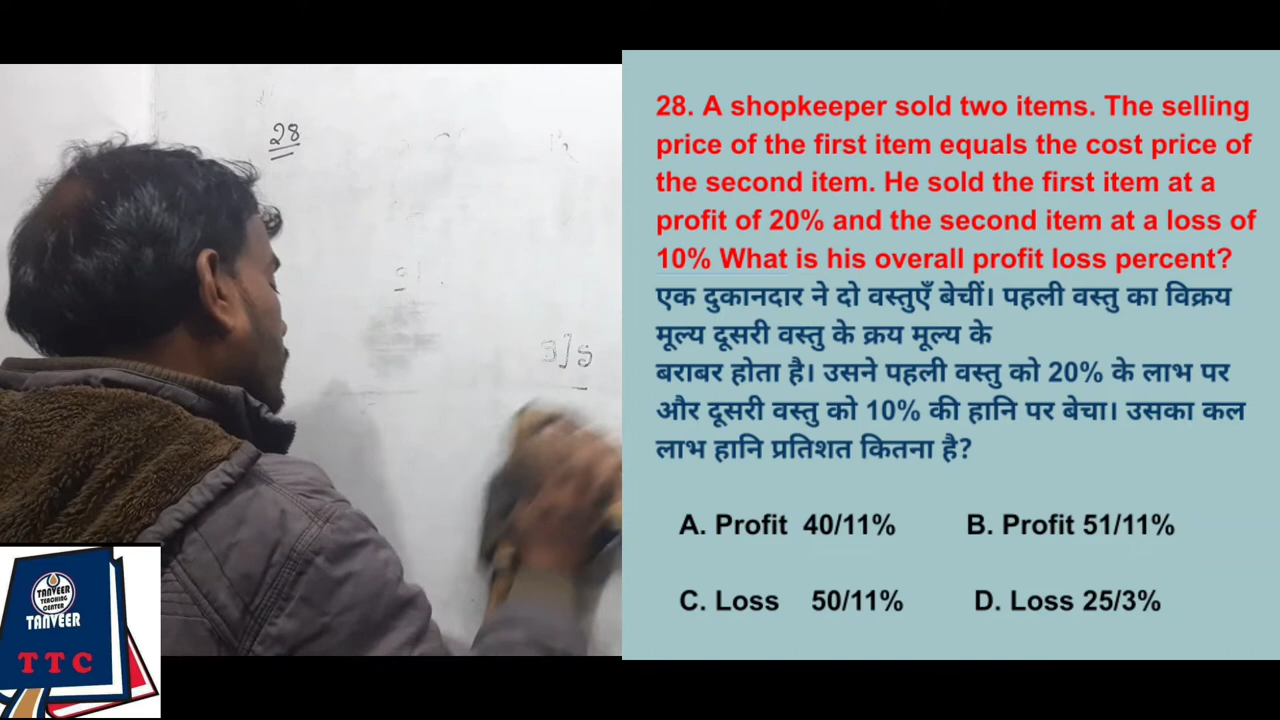 28
28. A shopkeeper sold two items. The selling
price of the first item equals the cost price of
the second item. He sold the first item at a
profit of 20% and the second item at a loss of
10% What is his overall profit loss percent?
एक दुकानदार ने दो वस्तुएँ बेचीं। पहली वस्तु का विक्रय
मूल्य दूसरी वस्तु के क्रय मूल्य के
बराबर होता है। उसने पहली वस्तु को 20% के लाभ पर
और दूसरी वस्तु को 10% की हानि पर बेचा। उसका कल
लाभ हानि प्रतिशत कितना है?
A. Profit 40/11% B. Profit 51/11%
C. Loss 50/11% D. Loss 25/3%
TANVEER
TEACHING
CENTER
TANVEER
TTC